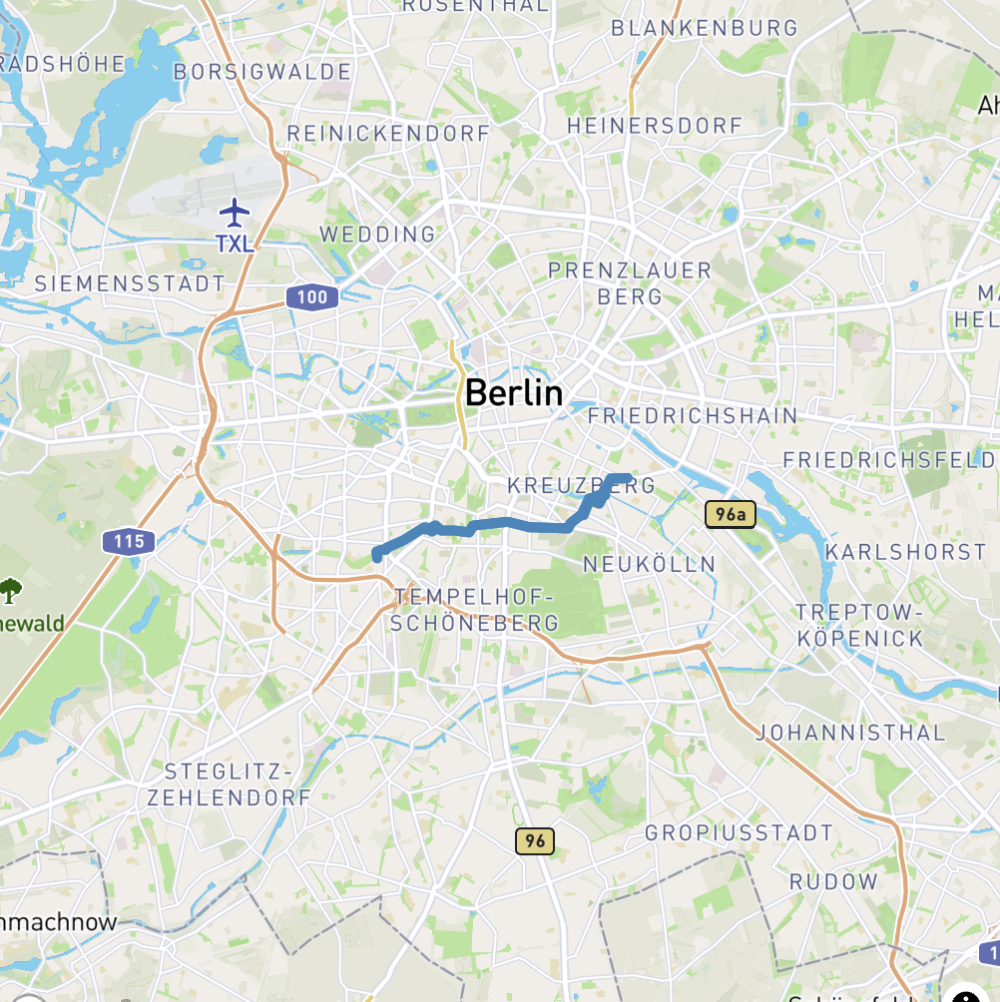 ROSENTHAL
BLANKENBURG
RADSHÖHE
BORSIGWALDE
Ah
REINICKENDORF
HEINERSDORF
TXL
WEDDING
SIEMENSSTADT
PRENZLAUER
BERG
100
MA
HEL
Berlin
FRIEDRICHSHAIN
FRIEDRICHSFELD
KREUZBERG
96a
115
KARLSHORST
NEUKÖLLN
newald
TEMPELHOF-
SCHÖNEBERG
TREPTOW-
KÖPENICK
JOHANNISTHAL
STEGLITZ-
ZEHLENDORF
96
GROPIUSSTADT
RUDOW
nmachnow
1